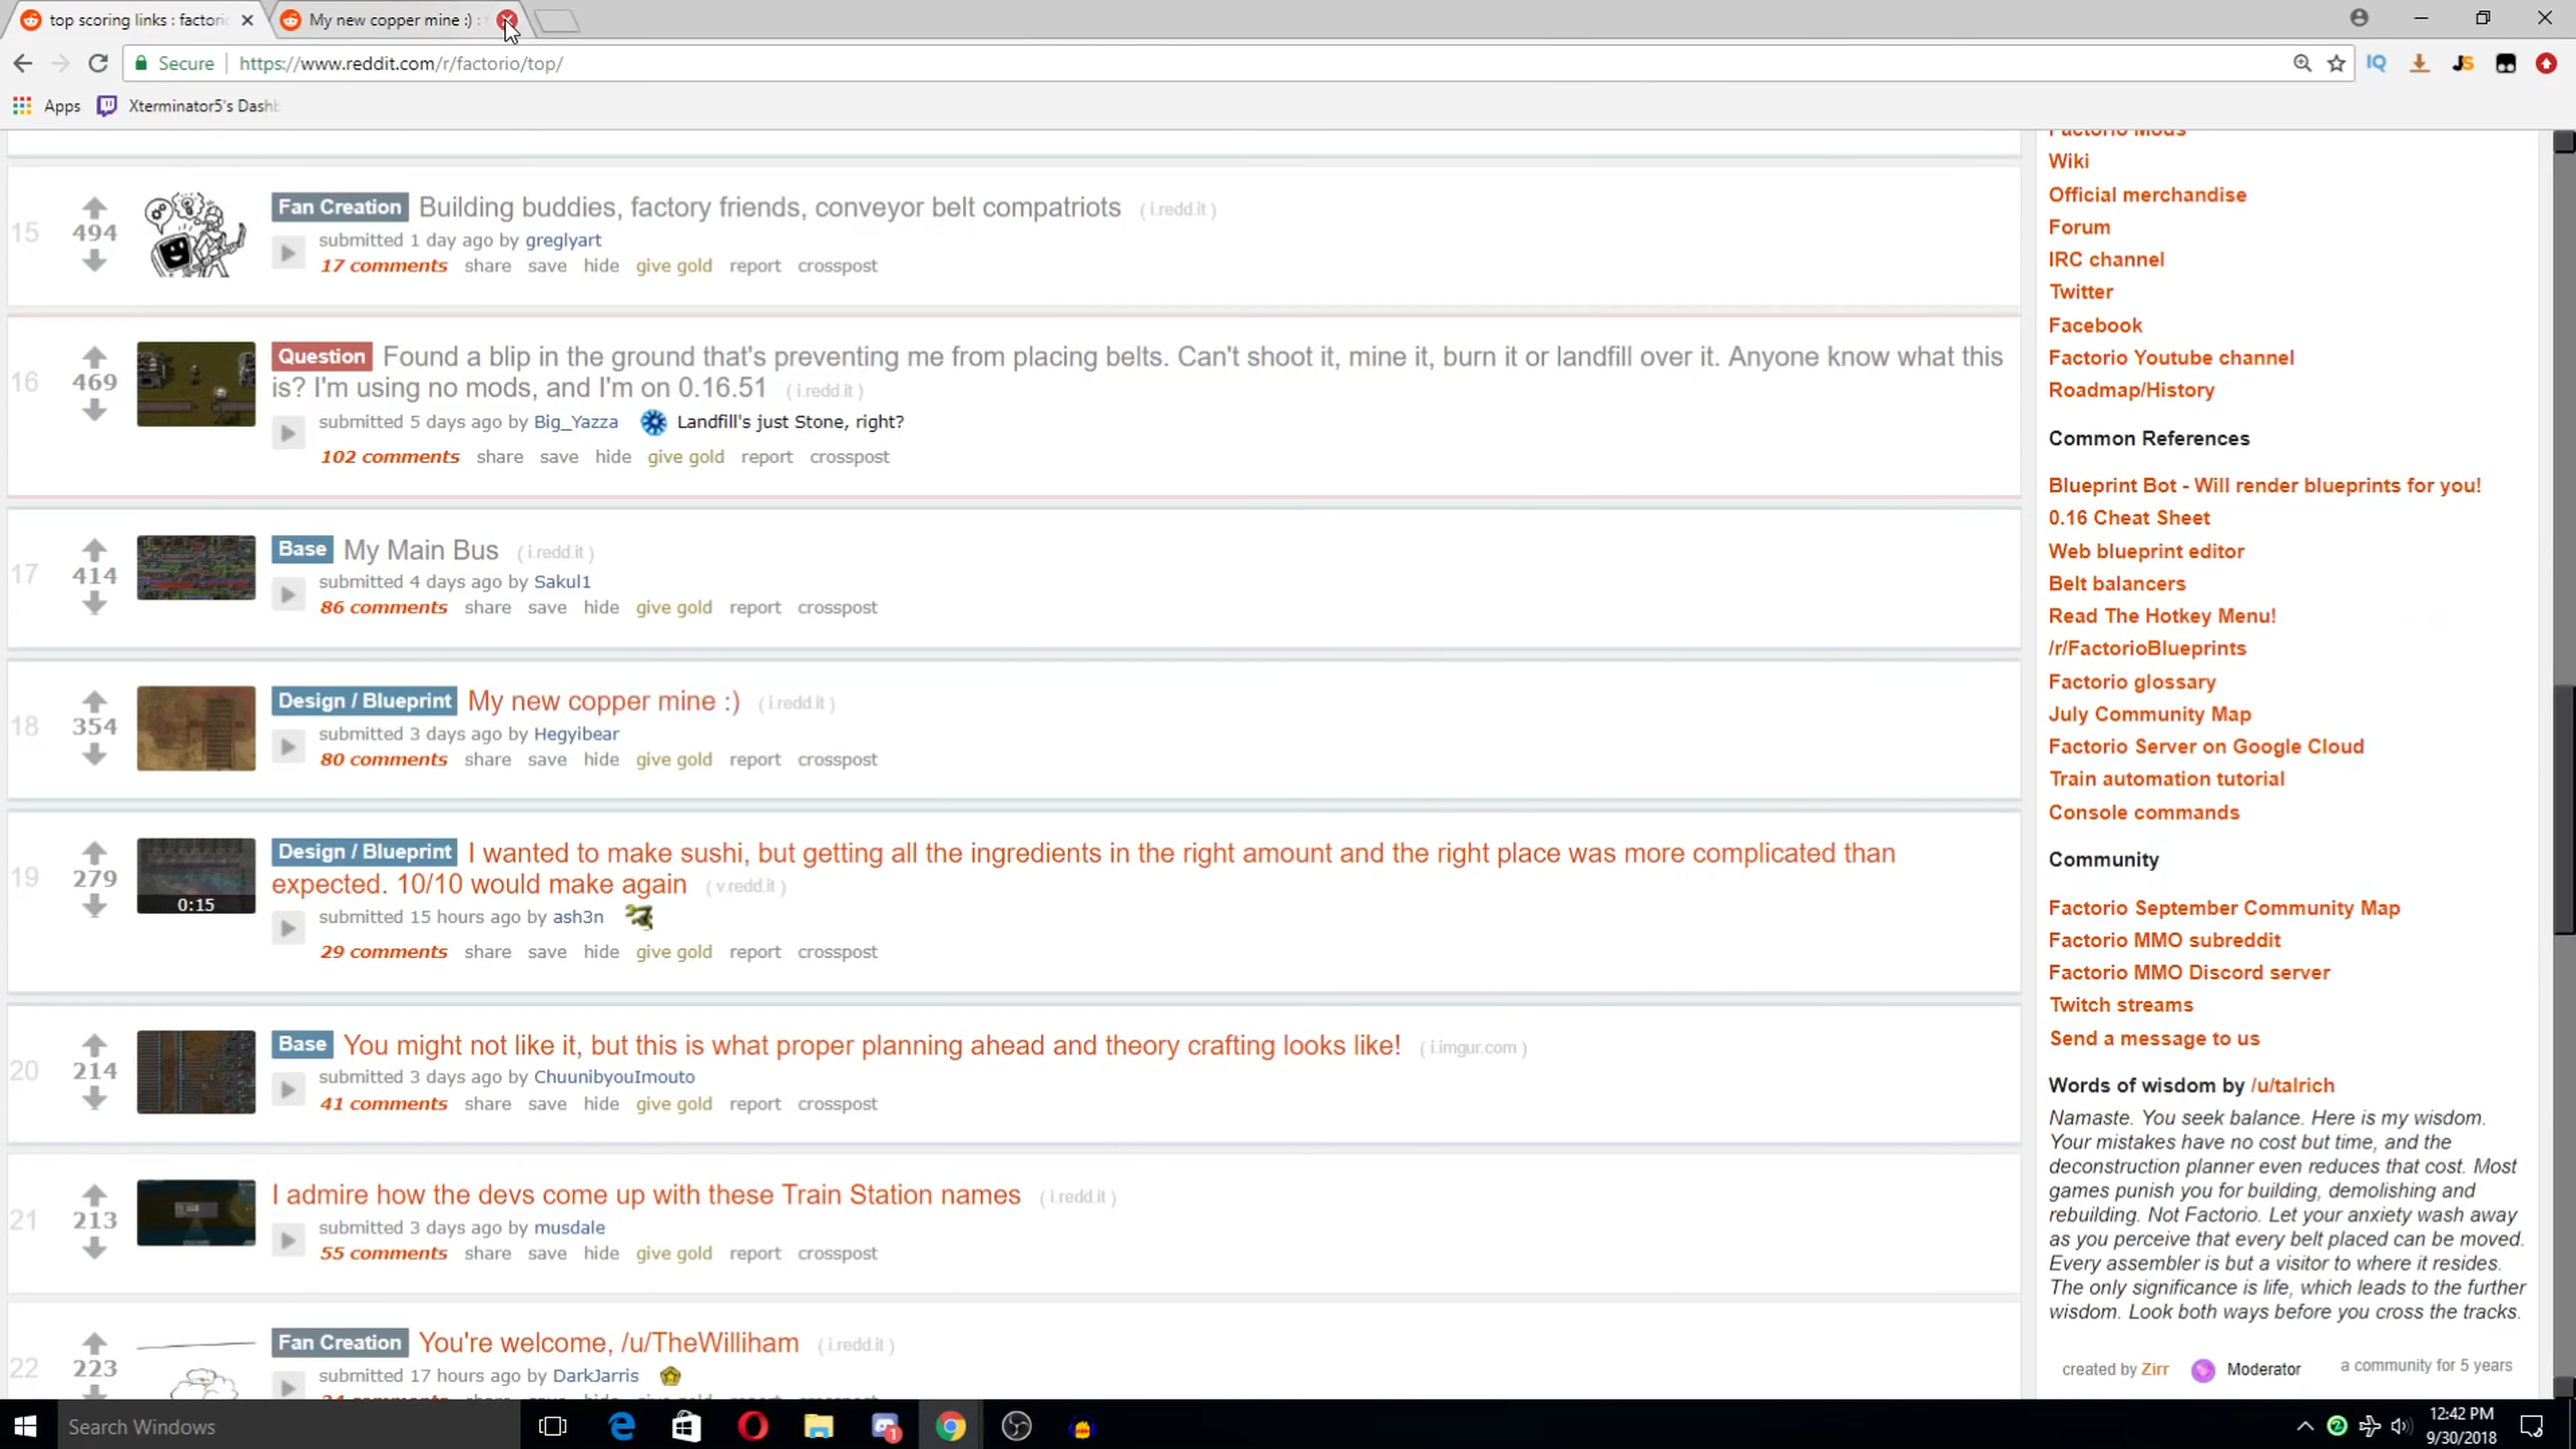 top scoring links : factori
My new copper mine :) :
Secure
https://www.reddit.com/r/factorio/top/
Apps
Xterminator5's Dashb
15
494
Fan Creation Building buddies, factory friends, conveyor belt compatriots ( i.redd.it )
submitted 1 day ago by greglyart
17 comments share save hide give gold report crosspost
16
469
Question Found a blip in the ground that's preventing me from placing belts. Can't shoot it, mine it, burn it or landfill over it. Anyone know what this
is? I'm using no mods, and I'm on 0.16.51 ( i.redd.it )
submitted 5 days ago by Big_Yazza Landfill's just Stone, right?
102 comments share save hide give gold report crosspost
17
414
Base My Main Bus ( i.redd.it )
submitted 4 days ago by Sakul1
86 comments share save hide give gold report crosspost
18
354
Design / Blueprint My new copper mine :) ( i.redd.it )
submitted 3 days ago by Hegyibear
80 comments share save hide give gold report crosspost
19
279
0:15
Design / Blueprint I wanted to make sushi, but getting all the ingredients in the right amount and the right place was more complicated than
expected. 10/10 would make again ( v.redd.it )
submitted 15 hours ago by ash3n
29 comments share save hide give gold report crosspost
20
214
Base You might not like it, but this is what proper planning ahead and theory crafting looks like! ( i.imgur.com )
submitted 3 days ago by ChuunibyouImouto
41 comments share save hide give gold report crosspost
21
213
I admire how the devs come up with these Train Station names ( i.redd.it )
submitted 3 days ago by musdale
55 comments share save hide give gold report crosspost
22
223
Fan Creation You're welcome, /u/TheWilliham ( i.redd.it )
submitted 17 hours ago by DarkJarris
Factorio Mods
Wiki
Official merchandise
Forum
IRC channel
Twitter
Facebook
Factorio Youtube channel
Roadmap/History
Common References
Blueprint Bot - Will render blueprints for you!
0.16 Cheat Sheet
Web blueprint editor
Belt balancers
Read The Hotkey Menu!
/r/FactorioBlueprints
Factorio glossary
July Community Map
Factorio Server on Google Cloud
Train automation tutorial
Console commands
Community
Factorio September Community Map
Factorio MMO subreddit
Factorio MMO Discord server
Twitch streams
Send a message to us
Words of wisdom by /u/talrich
Namaste. You seek balance. Here is my wisdom.
Your mistakes have no cost but time, and the
deconstruction planner even reduces that cost. Most
games punish you for building, demolishing and
rebuilding. Not Factorio. Let your anxiety wash away
as you perceive that every belt placed can be moved.
Every assembler is but a visitor to where it resides.
The only significance is life, which leads to the further
wisdom. Look both ways before you cross the tracks.
created by Zirr Moderator a community for 5 years
Search Windows
12:42 PM
9/30/2018